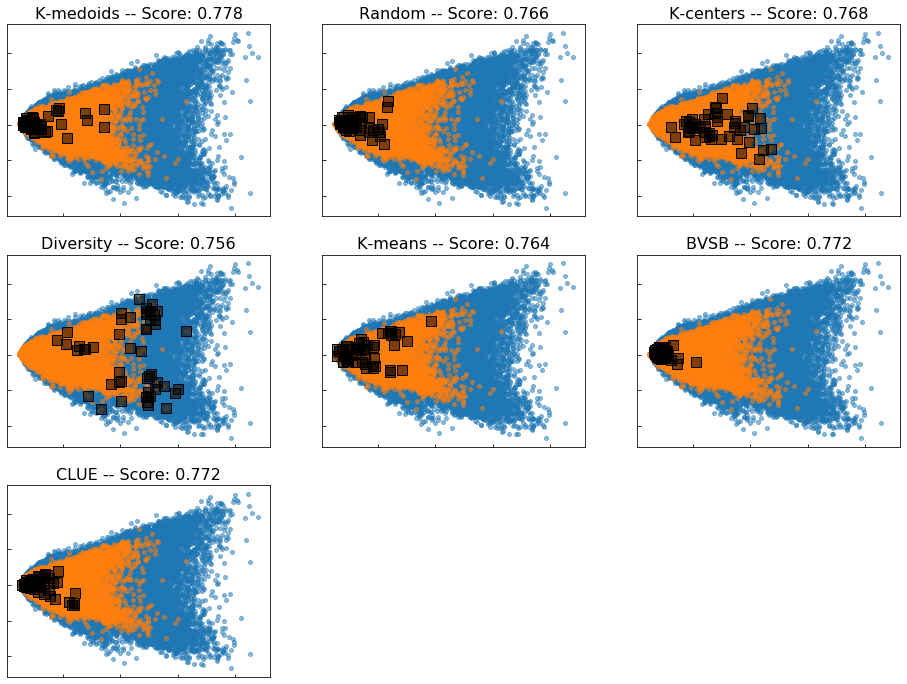 K-medoids -- Score: 0.778
Random -- Score: 0.766
K-centers -- Score: 0.768
Diversity -- Score: 0.756
K-means -- Score: 0.764
BVSB -- Score: 0.772
CLUE -- Score: 0.772